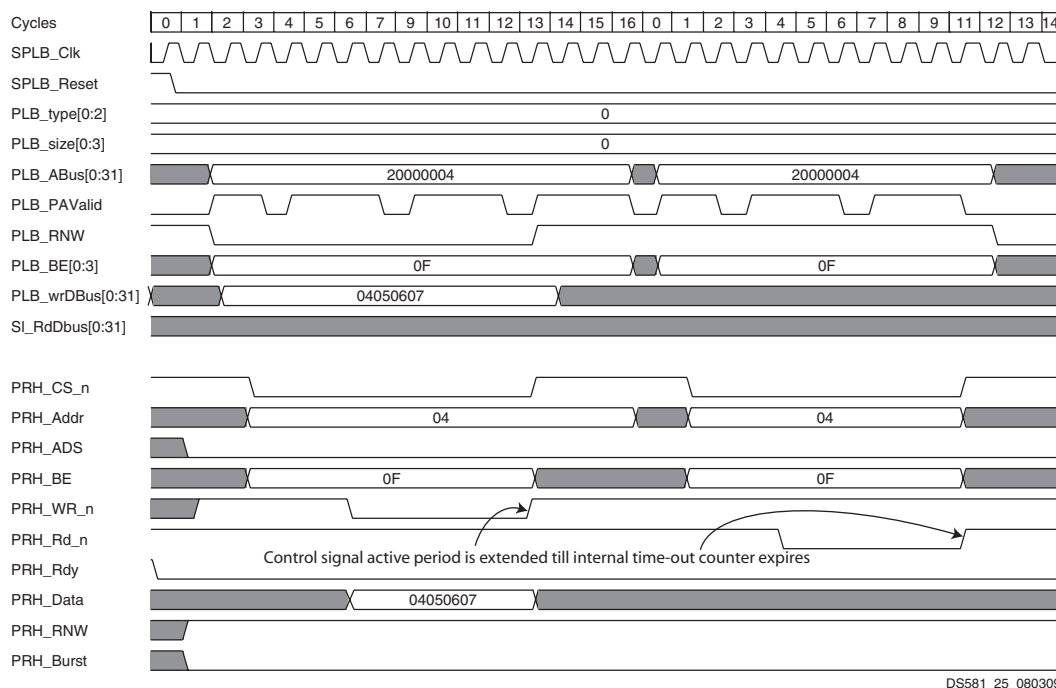 Cycles 0 1 2 3 4 5 6 7 8 9 10 11 12 13 14 15 16 0 1 2 3 4 5 6 7 8 9 11 12 13 14
SPLB_Clk
SPLB_Reset
PLB_type[0:2] 0
PLB_size[0:3] 0
PLB_ABus[0:31] 20000004 20000004
PLB_PAValid
PLB_RNW
PLB_BE[0:3] 0F 0F
PLB_wrDBus[0:31] 04050607
Sl_RdDbus[0:31]
PRH_CS_n
PRH_Addr 04 04
PRH_ADS
PRH_BE 0F 0F
PRH_WR_n
PRH_Rd_n
Control signal active period is extended till internal time-out counter expires
PRH_Rdy
PRH_Data 04050607
PRH_RNW
PRH_Burst
DS581_25_080309